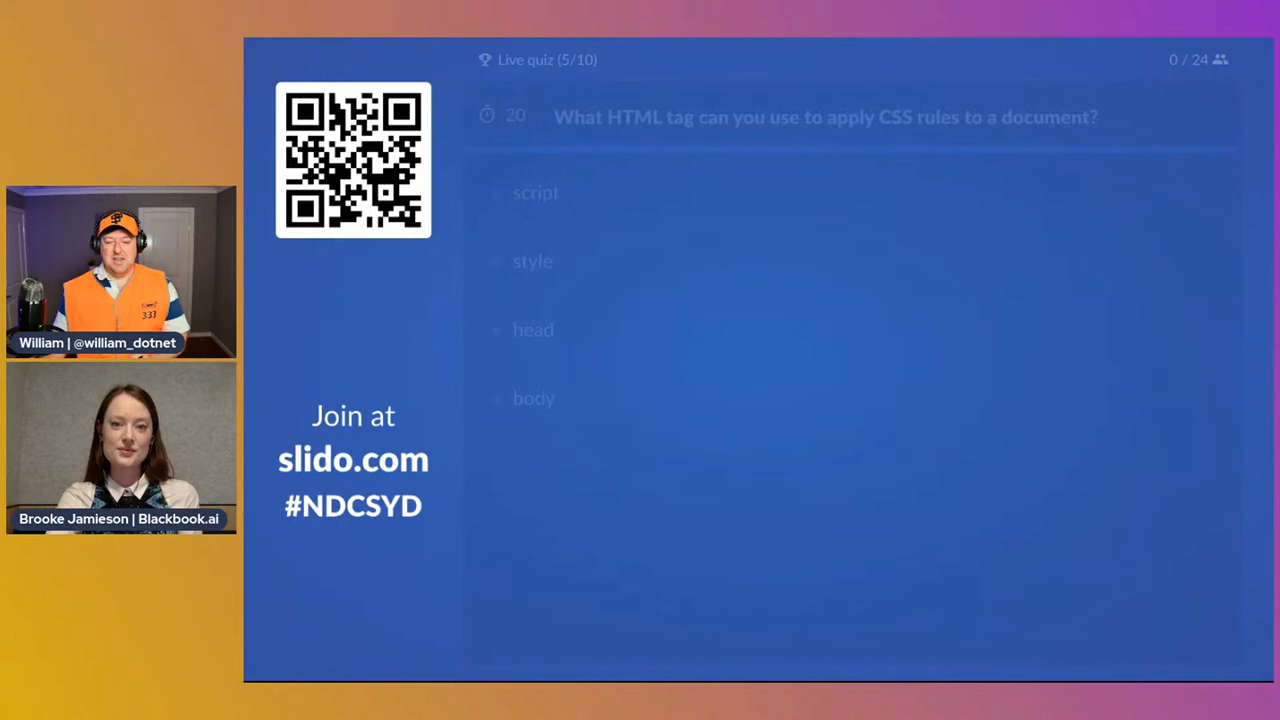 Live quiz (5/10)
0 / 24
20
What HTML tag can you use to apply CSS rules to a document?
script
style
head
body
Join at
slido.com
#NDCSYD
333
William | @william_dotnet
Brooke Jamieson | Blackbook.ai